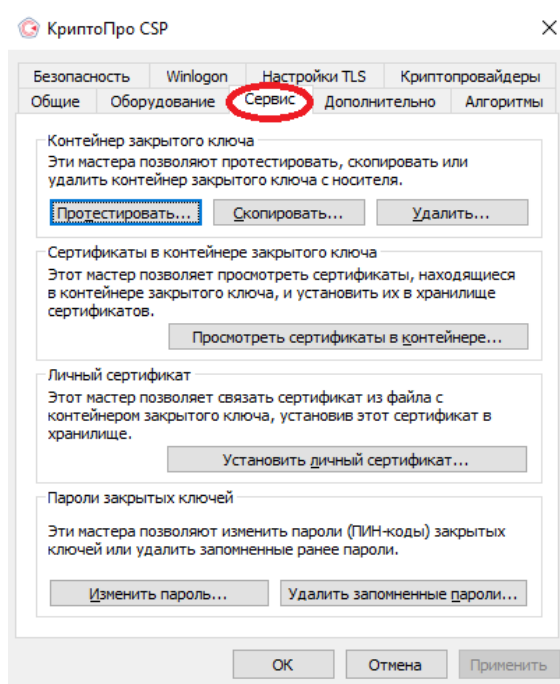 КриптоПро CSP
Безопасность Winlogon Настройки TLS Криптопровайдеры
Общие Оборудование Сервис Дополнительно Алгоритмы
Контейнер закрытого ключа
Эти мастера позволяют протестировать, скопировать или
удалить контейнер закрытого ключа с носителя.
Протестировать... Скопировать... Удалить...
Сертификаты в контейнере закрытого ключа
Этот мастер позволяет просмотреть сертификаты, находящиеся
в контейнере закрытого ключа, и установить их в хранилище
сертификатов.
Просмотреть сертификаты в контейнере...
Личный сертификат
Этот мастер позволяет связать сертификат из файла с
контейнером закрытого ключа, установив этот сертификат в
хранилище.
Установить личный сертификат...
Пароли закрытых ключей
Эти мастера позволяют изменить пароли (ПИН-коды) закрытых
ключей или удалить запомненные ранее пароли.
Изменить пароль... Удалить запомненные пароли...
ОК Отмена Применить